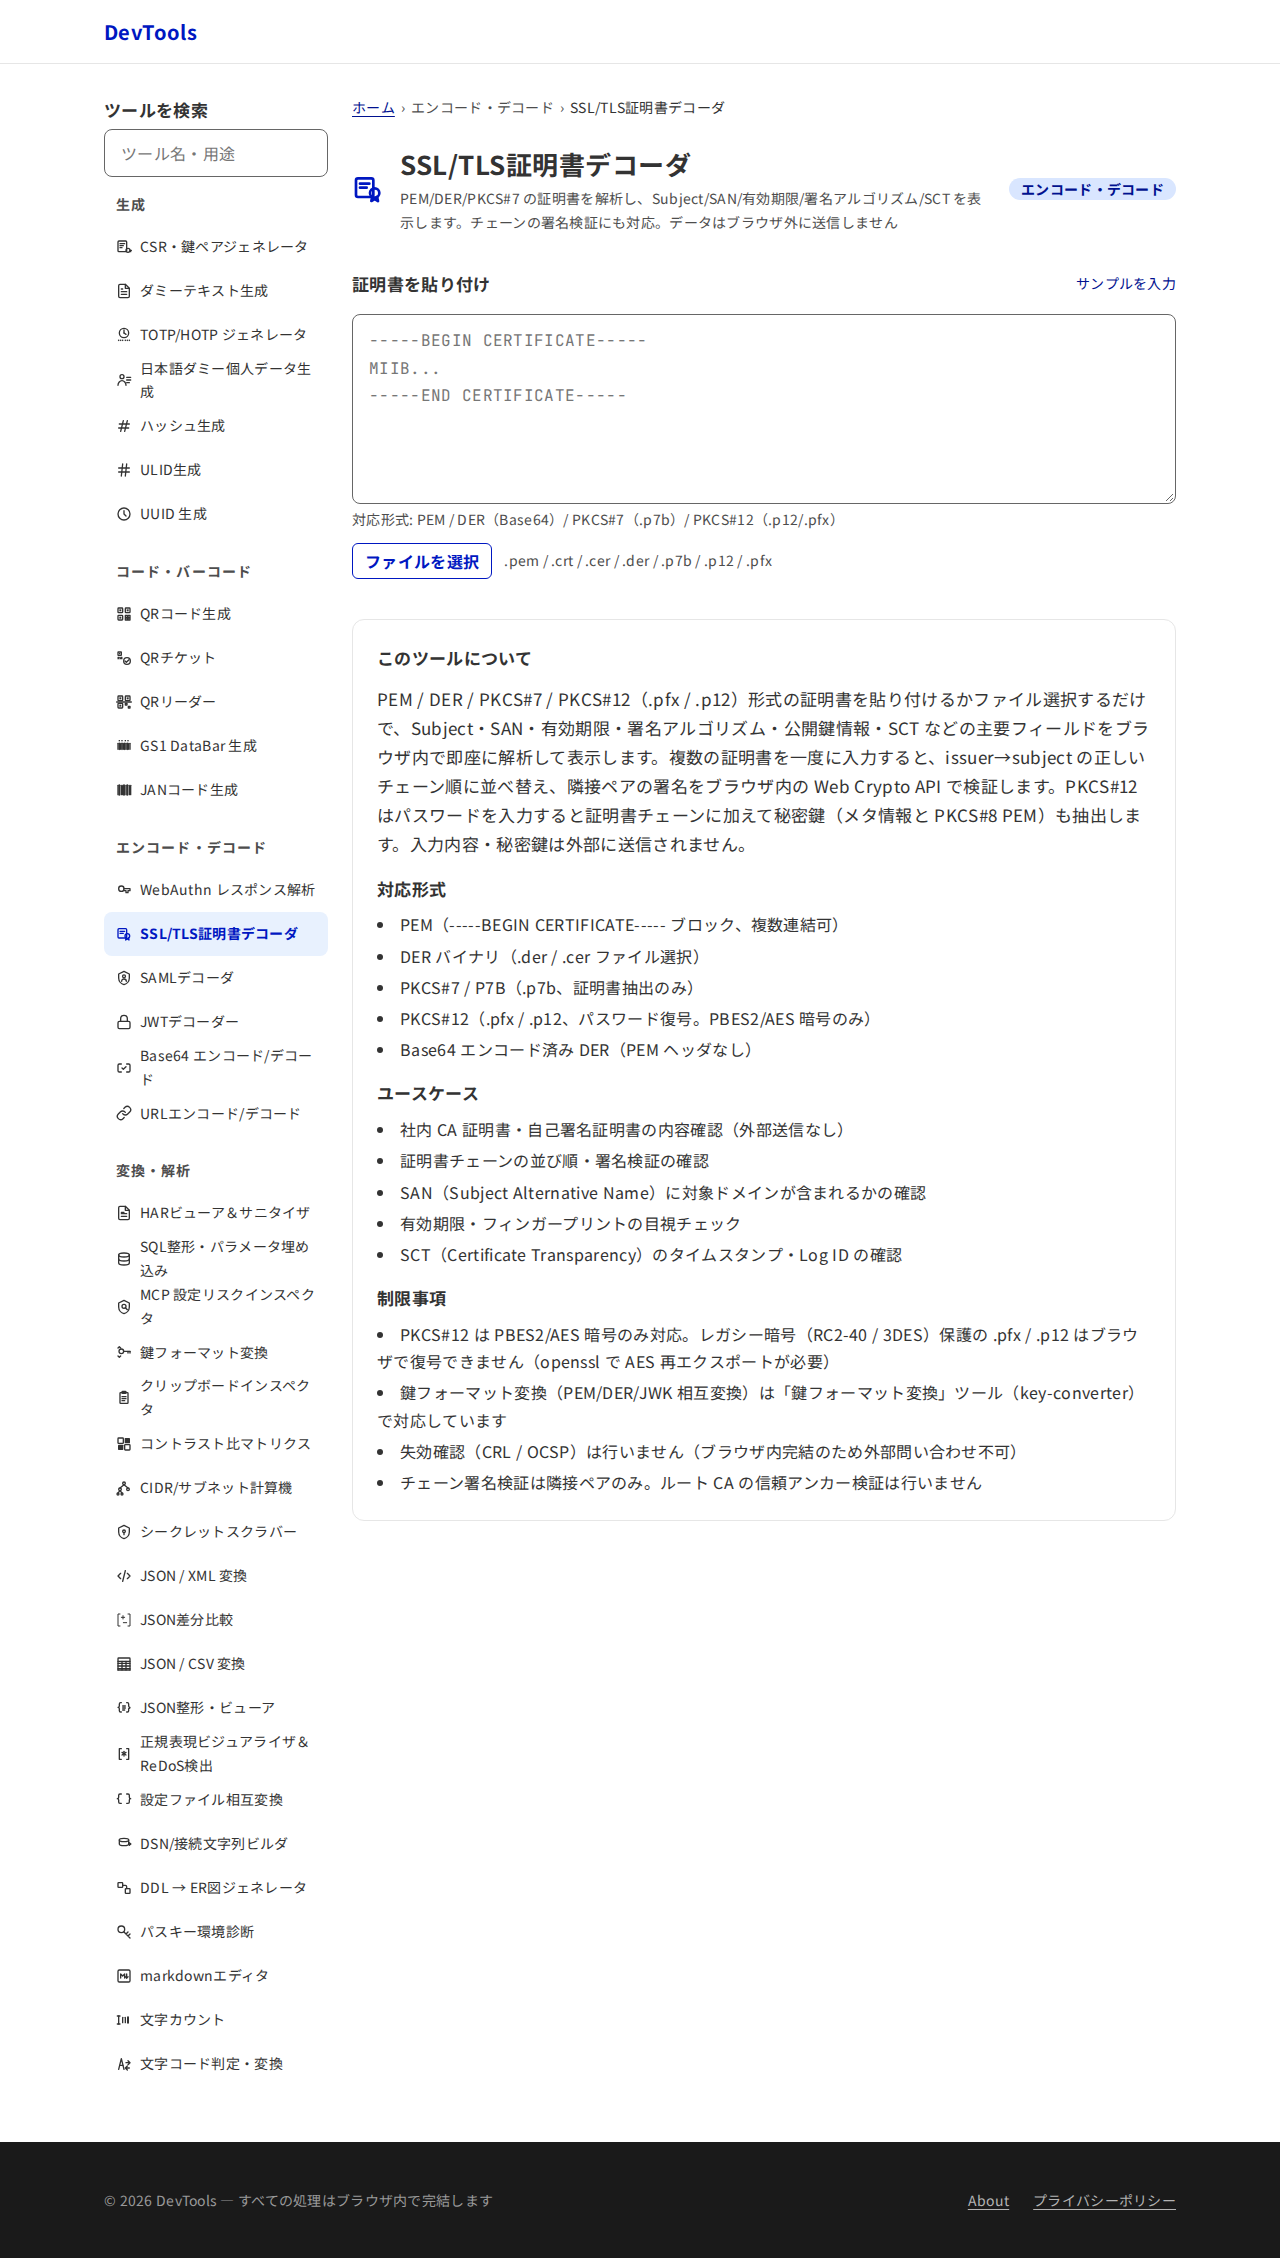 DevTools
ツールを検索
ツール名・用途
生成
CSR・鍵ペアジェネレータ
ダミーテキスト生成
TOTP/HOTP ジェネレータ
日本語ダミー個人データ生
成
ハッシュ生成
ULID生成
UUID 生成
コード・バーコード
QRコード生成
QRチケット
QRリーダー
GS1 DataBar 生成
JANコード生成
エンコード・デコード
WebAuthn レスポンス解析
SSL/TLS証明書デコーダ
SAMLデコーダ
JWTデコーダー
Base64 エンコード/デコー
ド
URLエンコード/デコード
変換・解析
HARビューア＆サニタイザ
SQL整形・パラメータ埋め
込み
MCP 設定リスクインスペク
タ
鍵フォーマット変換
クリップボードインスペク
タ
コントラスト比マトリクス
CIDR/サブネット計算機
シークレットスクラバー
JSON / XML 変換
JSON差分比較
JSON / CSV 変換
JSON整形・ビューア
正規表現ビジュアライザ＆
ReDoS検出
設定ファイル相互変換
DSN/接続文字列ビルダ
DDL → ER図ジェネレータ
パスキー環境診断
markdownエディタ
文字カウント
文字コード判定・変換
ホーム › エンコード・デコード › SSL/TLS証明書デコーダ
SSL/TLS証明書デコーダ
PEM/DER/PKCS#7 の証明書を解析し、Subject/SAN/有効期限/署名アルゴリズム/SCT を表
示します。チェーンの署名検証にも対応。データはブラウザ外に送信しません
エンコード・デコード
証明書を貼り付け
サンプルを入力
-----BEGIN CERTIFICATE-----
MIIB...
-----END CERTIFICATE-----
対応形式: PEM / DER（Base64）/ PKCS#7（.p7b）/ PKCS#12（.p12/.pfx）
ファイルを選択
.pem / .crt / .cer / .der / .p7b / .p12 / .pfx
このツールについて
PEM / DER / PKCS#7 / PKCS#12（.pfx / .p12）形式の証明書を貼り付けるかファイル選択するだけ
で、Subject・SAN・有効期限・署名アルゴリズム・公開鍵情報・SCT などの主要フィールドをブラ
ウザ内で即座に解析して表示します。複数の証明書を一度に入力すると、issuer→subject の正しい
チェーン順に並べ替え、隣接ペアの署名をブラウザ内の Web Crypto API で検証します。PKCS#12
はパスワードを入力すると証明書チェーンに加えて秘密鍵（メタ情報と PKCS#8 PEM）も抽出しま
す。入力内容・秘密鍵は外部に送信されません。
対応形式
• PEM（-----BEGIN CERTIFICATE----- ブロック、複数連結可）
• DER バイナリ（.der / .cer ファイル選択）
• PKCS#7 / P7B（.p7b、証明書抽出のみ）
• PKCS#12（.pfx / .p12、パスワード復号。PBES2/AES 暗号のみ）
• Base64 エンコード済み DER（PEM ヘッダなし）
ユースケース
• 社内 CA 証明書・自己署名証明書の内容確認（外部送信なし）
• 証明書チェーンの並び順・署名検証の確認
• SAN（Subject Alternative Name）に対象ドメインが含まれるかの確認
• 有効期限・フィンガープリントの目視チェック
• SCT（Certificate Transparency）のタイムスタンプ・Log ID の確認
制限事項
• PKCS#12 は PBES2/AES 暗号のみ対応。レガシー暗号（RC2-40 / 3DES）保護の .pfx / .p12 はブラウ
ザで復号できません（openssl で AES 再エクスポートが必要）
• 鍵フォーマット変換（PEM/DER/JWK 相互変換）は「鍵フォーマット変換」ツール（key-converter）
で対応しています
• 失効確認（CRL / OCSP）は行いません（ブラウザ内完結のため外部問い合わせ不可）
• チェーン署名検証は隣接ペアのみ。ルート CA の信頼アンカー検証は行いません
© 2026 DevTools — すべての処理はブラウザ内で完結します
About
プライバシーポリシー